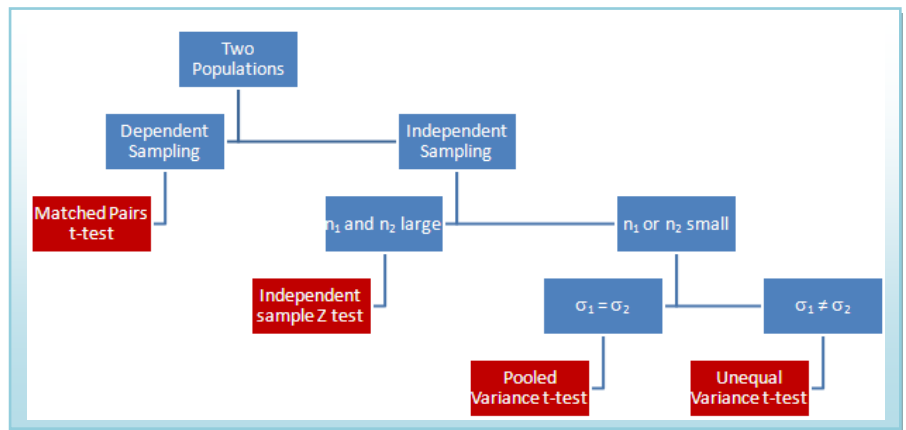 Two
Populations
Dependent
Sampling
Independent
Sampling
Matched Pairs
t-test
n₁ and n₂ large
n₁ or n₂ small
Independent
sample Z test
σ₁ = σ₂
σ₁ ≠ σ₂
Pooled
Variance t-test
Unequal
Variance t-test